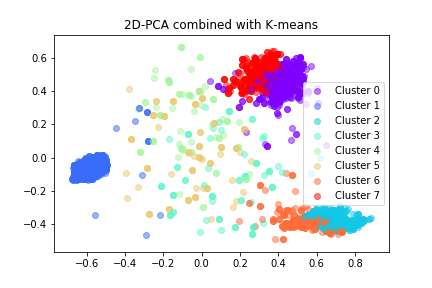 2D-PCA combined with K-means
0.6
0.4
0.2
0.0
−0.2
−0.4
Cluster 0
Cluster 1
Cluster 2
Cluster 3
Cluster 4
Cluster 5
Cluster 6
Cluster 7
−0.6 −0.4 −0.2 0.0 0.2 0.4 0.6 0.8